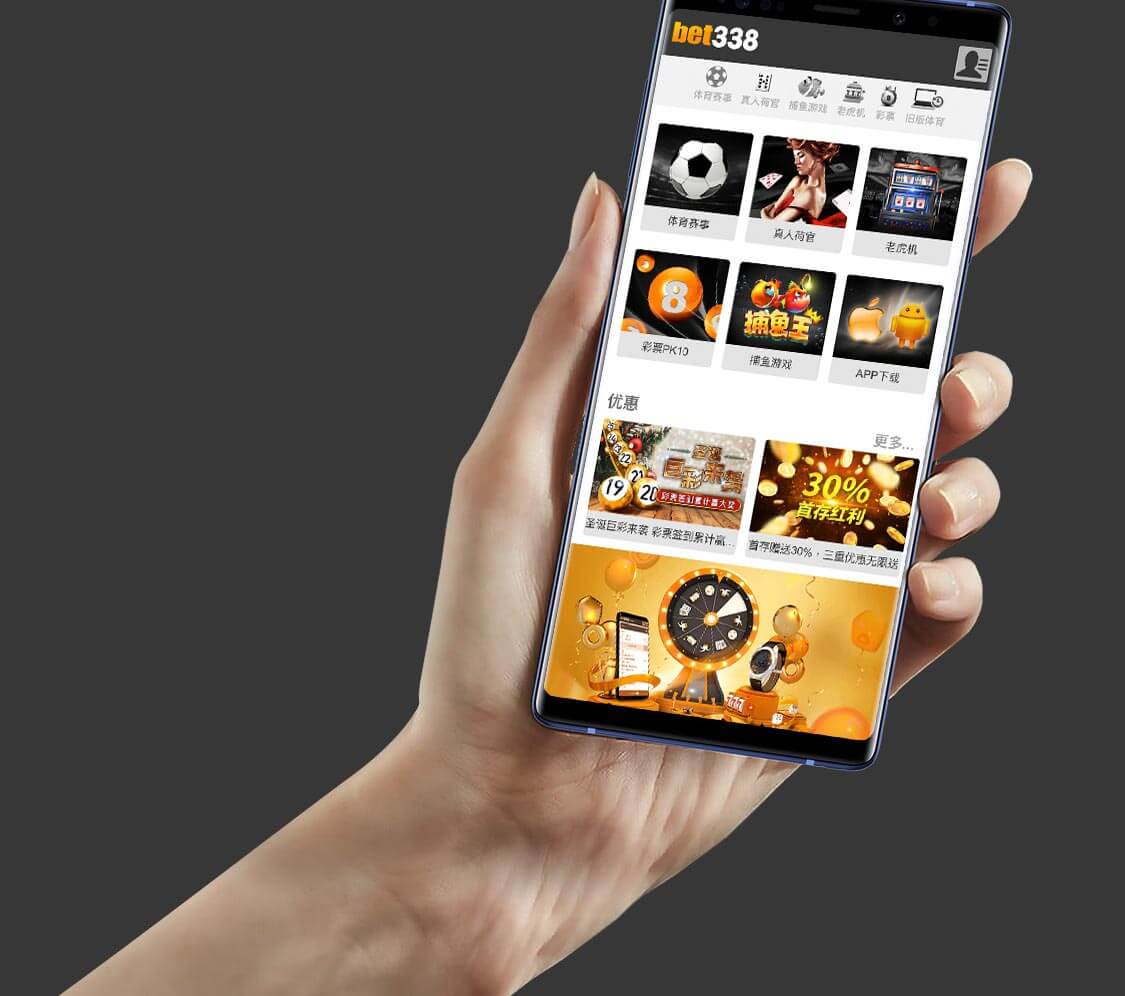 bet338
体育赛事
真人荷官
捕鱼游戏
老虎机
彩票
旧版体育
体育赛事
真人荷官
老虎机
8
彩票PK10
捕鱼王
捕鱼游戏
APP下载
优惠
更多...
圣诞
巨彩来袭
彩票签到累计赢大奖
19
20
21
22
圣诞巨彩来袭 彩票签到累计赢...
30%
首存红利
首存赠送30%，三重优惠无限送